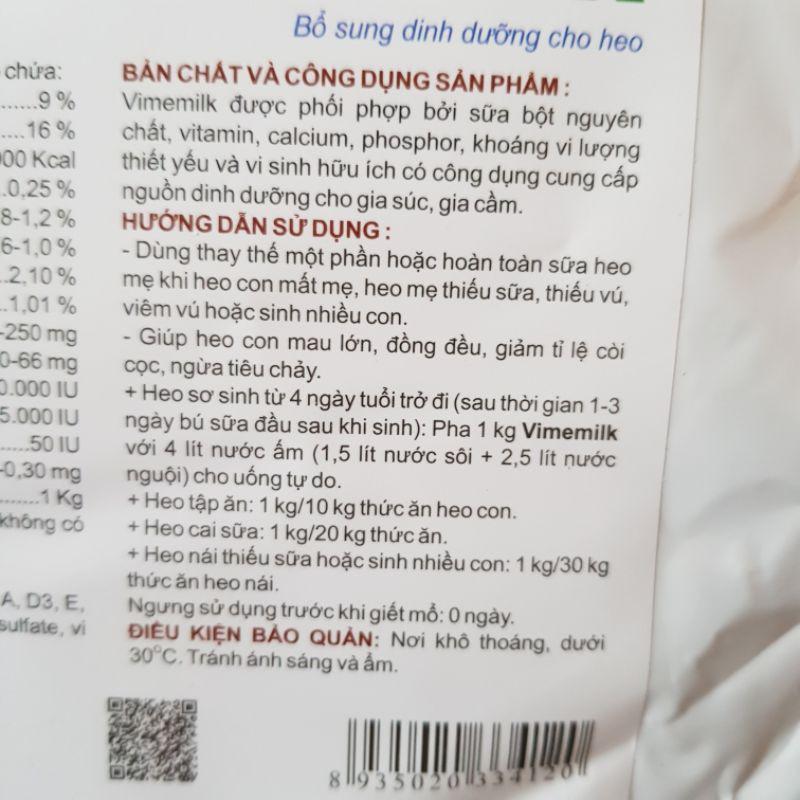 Bổ sung dinh dưỡng cho heo
chứa:
......9 %
....16 %
00 Kcal
..0,25 %
8-1,2 %
6-1,0 %
..2,10 %
..1,01 %
-250 mg
0-66 mg
0.000 IU
5.000 IU
.....50 IU
-0,30 mg
........1 Kg
không có
A, D3, E,
sulfate, vi
BẢN CHẤT VÀ CÔNG DỤNG SẢN PHẨM :
Vimemilk được phối phợp bởi sữa bột nguyên
chất, vitamin, calcium, phosphor, khoáng vi lượng
thiết yếu và vi sinh hữu ích có công dụng cung cấp
nguồn dinh dưỡng cho gia súc, gia cầm.
HƯỚNG DẪN SỬ DỤNG :
- Dùng thay thế một phần hoặc hoàn toàn sữa heo
mẹ khi heo con mất mẹ, heo mẹ thiếu sữa, thiếu vú,
viêm vú hoặc sinh nhiều con.
- Giúp heo con mau lớn, đồng đều, giảm tỉ lệ còi
cọc, ngừa tiêu chảy.
+ Heo sơ sinh từ 4 ngày tuổi trở đi (sau thời gian 1-3
ngày bú sữa đầu sau khi sinh): Pha 1 kg Vimemilk
với 4 lít nước ấm (1,5 lít nước sôi + 2,5 lít nước
nguội) cho uống tự do.
+ Heo tập ăn: 1 kg/10 kg thức ăn heo con.
+ Heo cai sữa: 1 kg/20 kg thức ăn.
+ Heo nái thiếu sữa hoặc sinh nhiều con: 1 kg/30 kg
thức ăn heo nái.
Ngưng sử dụng trước khi giết mổ: 0 ngày.
ĐIỀU KIỆN BẢO QUẢN: Nơi khô thoáng, dưới
30°C. Tránh ánh sáng và ẩm.
8 935020 334120